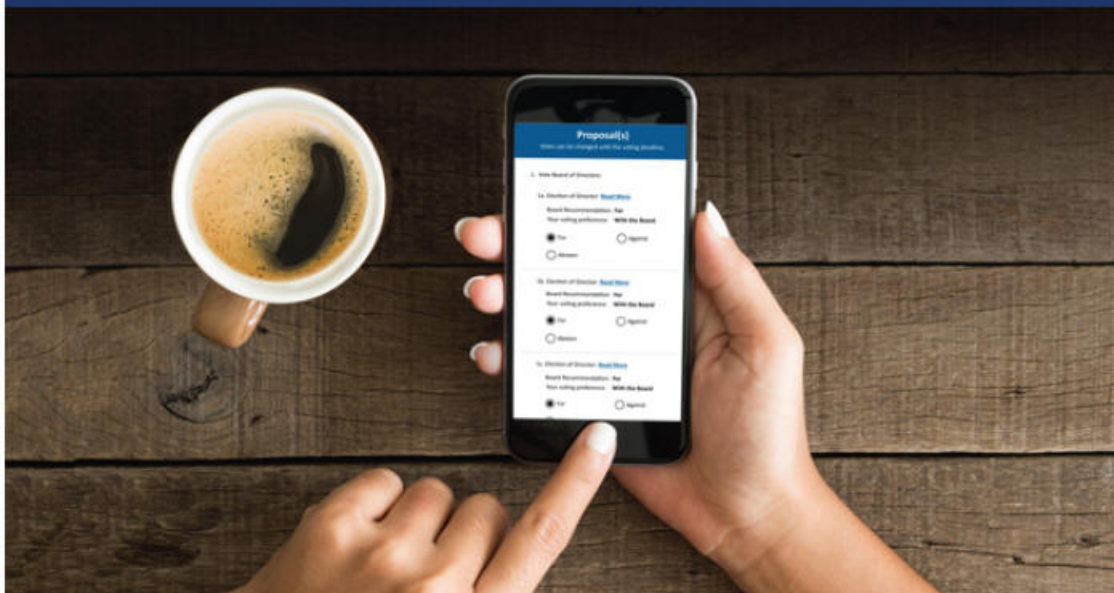 Proposal(s)
Votes can be changed until the voting deadline.
1. Vote Board of Directors:
1a. Election of Director: Read More
Board Recommendation: For
Your voting preference: With the Board
For Against
Abstain
1b. Election of Director: Read More
Board Recommendation: For
Your voting preference: With the Board
For Against
Abstain
1c. Election of Director: Read More
Board Recommendation: For
Your voting preference: With the Board
For Against